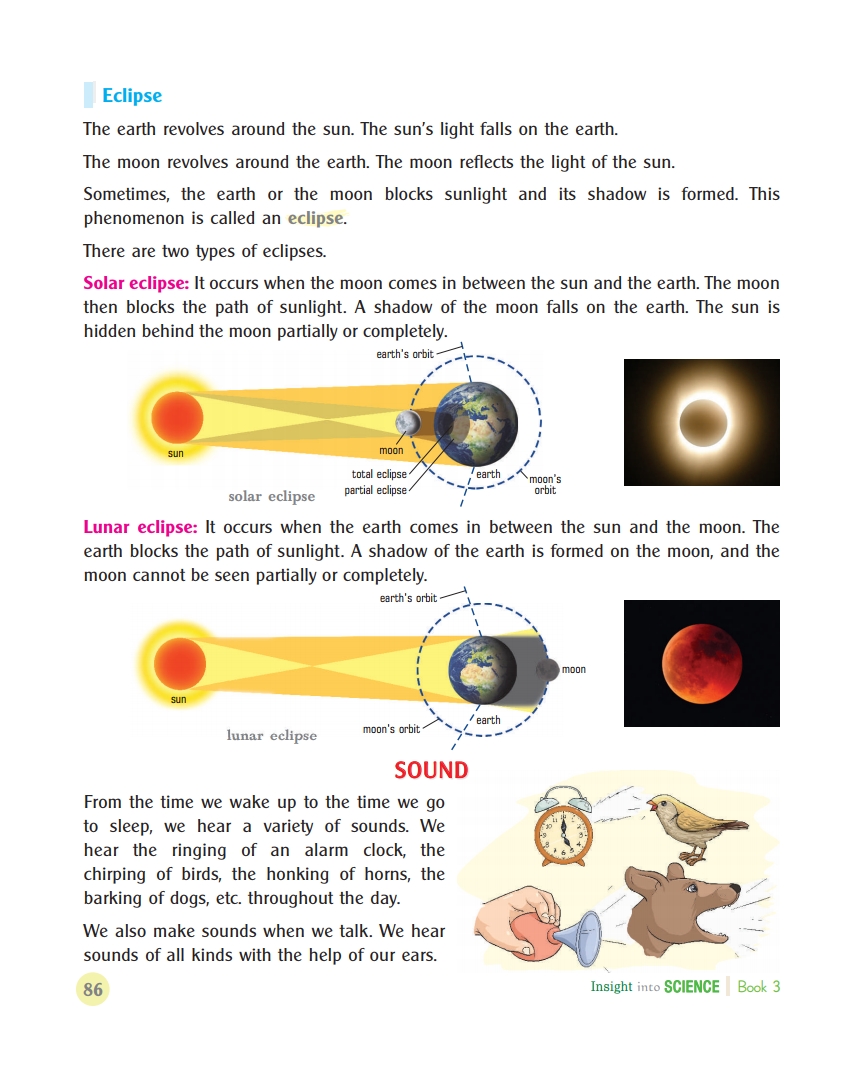 Eclipse
The earth revolves around the sun. The sun's light falls on the earth.
The moon revolves around the earth. The moon reflects the light of the sun.
Sometimes, the earth or the moon blocks sunlight and its shadow is formed. This
phenomenon is called an eclipse.
There are two types of eclipses.
Solar eclipse: It occurs when the moon comes in between the sun and the earth. The moon
then blocks the path of sunlight. A shadow of the moon falls on the earth. The sun is
hidden behind the moon partially or completely.
earth's orbit
moon
sun
total eclipse
earth
moon's
orbit
partial eclipse
solar eclipse
Lunar eclipse: It occurs when the earth comes in between the sun and the moon. The
earth blocks the path of sunlight. A shadow of the earth is formed on the moon, and the
moon cannot be seen partially or completely.
earth's orbit
moon
sun
earth
moon's orbit
lunar eclipse
SOUND
From the time we wake up to the time we go
to sleep, we hear a variety of sounds. We
hear the ringing of an alarm clock, the
chirping of birds, the honking of horns, the
barking of dogs, etc. throughout the day.
We also make sounds when we talk. We hear
sounds of all kinds with the help of our ears.
86
Insight into SCIENCE Book 3